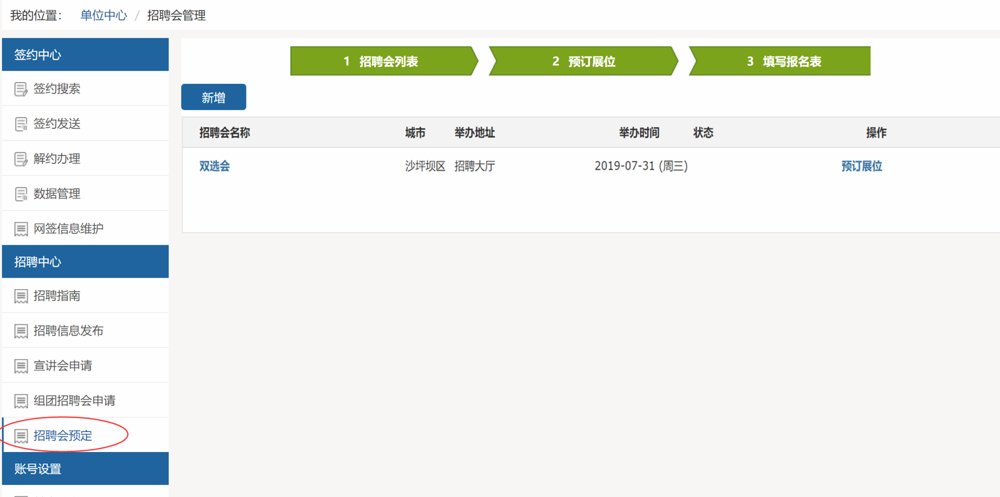 我的位置： 单位中心 / 招聘会管理
签约中心
签约搜索
签约发送
解约办理
数据管理
网签信息维护
招聘中心
招聘指南
招聘信息发布
宣讲会申请
组团招聘会申请
招聘会预定
账号设置
1 招聘会列表 2 预订展位 3 填写报名表
新增
招聘会名称 城市 举办地址 举办时间 状态 操作
双选会 沙坪坝区 招聘大厅 2019-07-31 (周三) 预订展位